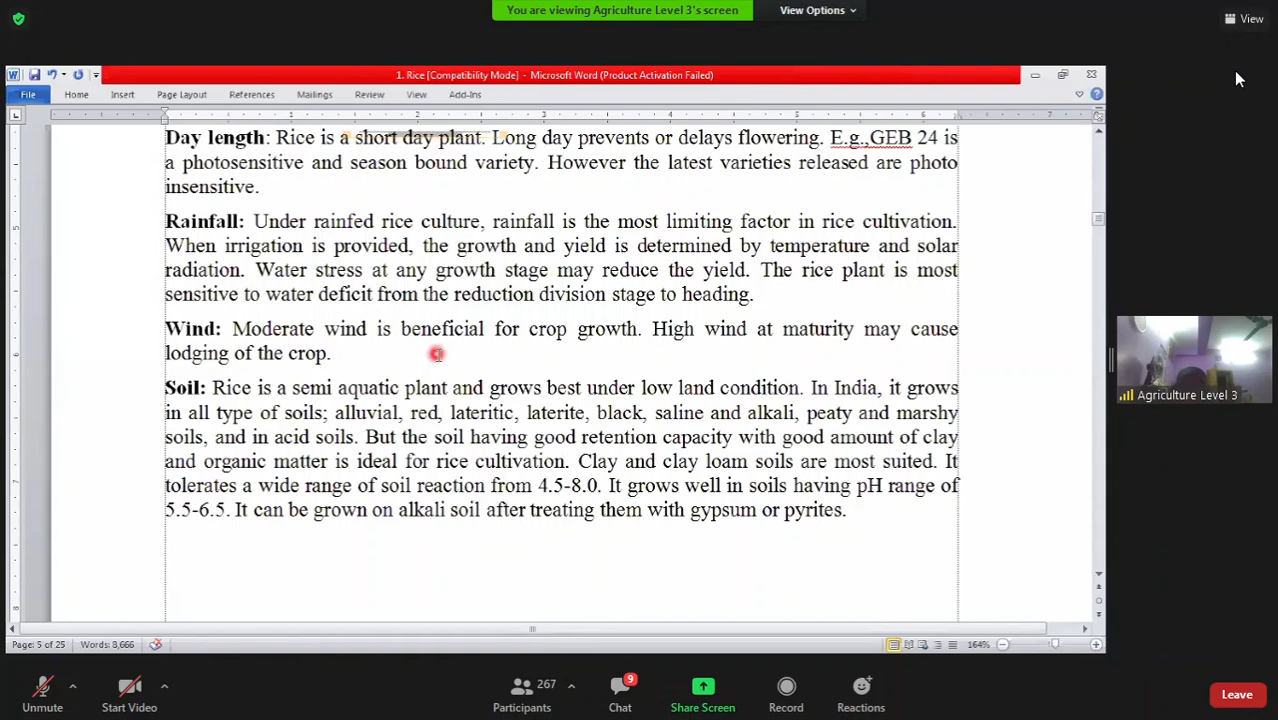 You are viewing Agriculture Level 3's screen
View Options
View
1. Rice [Compatibility Mode] - Microsoft Word (Product Activation Failed)
File Home Insert Page Layout References Mailings Review View Add-Ins
Day length: Rice is a short day plant. Long day prevents or delays flowering. E.g.,GEB 24 is
a photosensitive and season bound variety. However the latest varieties released are photo
insensitive.
Rainfall: Under rainfed rice culture, rainfall is the most limiting factor in rice cultivation.
When irrigation is provided, the growth and yield is determined by temperature and solar
radiation. Water stress at any growth stage may reduce the yield. The rice plant is most
sensitive to water deficit from the reduction division stage to heading.
Wind: Moderate wind is beneficial for crop growth. High wind at maturity may cause
lodging of the crop.
Soil: Rice is a semi aquatic plant and grows best under low land condition. In India, it grows
in all type of soils; alluvial, red, lateritic, laterite, black, saline and alkali, peaty and marshy
soils, and in acid soils. But the soil having good retention capacity with good amount of clay
and organic matter is ideal for rice cultivation. Clay and clay loam soils are most suited. It
tolerates a wide range of soil reaction from 4.5-8.0. It grows well in soils having pH range of
5.5-6.5. It can be grown on alkali soil after treating them with gypsum or pyrites.
Agriculture Level 3
Page: 5 of 25 Words: 8,666 164%
267 9
Unmute Start Video Participants Chat Share Screen Record Reactions Leave